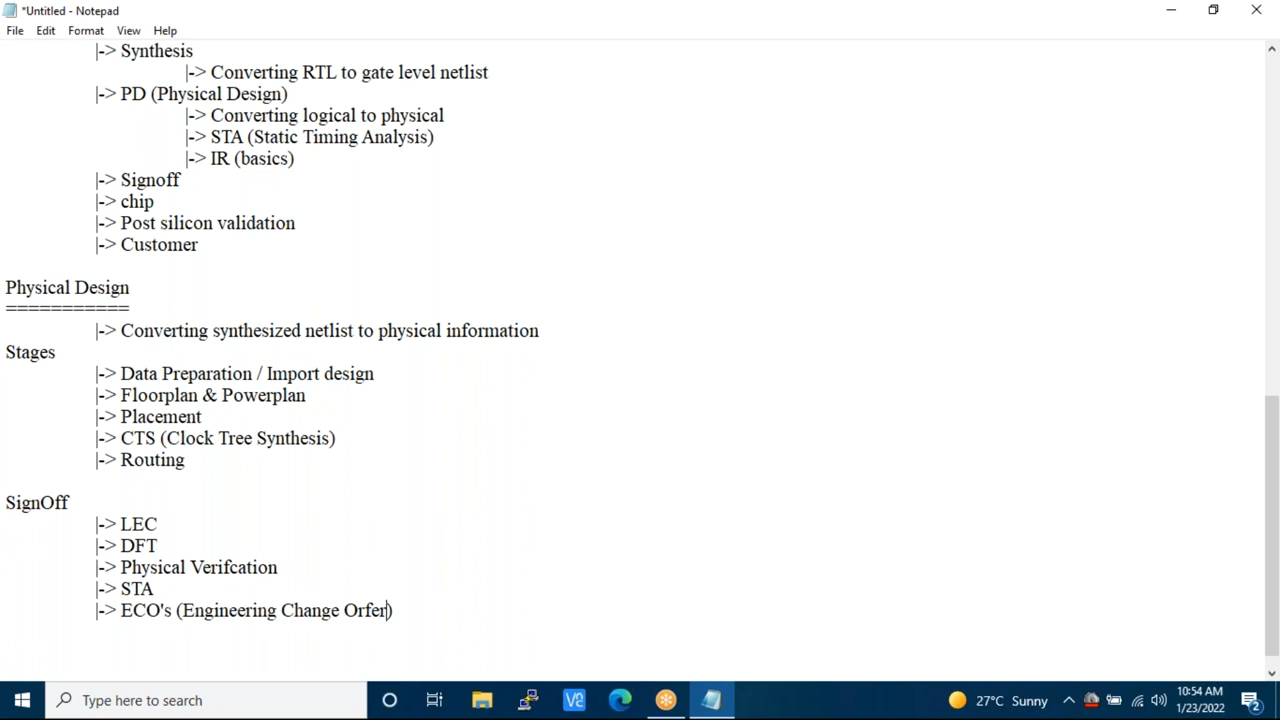 *Untitled - Notepad
File Edit Format View Help
|-> Synthesis
|-> Converting RTL to gate level netlist
|-> PD (Physical Design)
|-> Converting logical to physical
|-> STA (Static Timing Analysis)
|-> IR (basics)
|-> Signoff
|-> chip
|-> Post silicon validation
|-> Customer
Physical Design
===========
|-> Converting synthesized netlist to physical information
Stages
|-> Data Preparation / Import design
|-> Floorplan & Powerplan
|-> Placement
|-> CTS (Clock Tree Synthesis)
|-> Routing
SignOff
|-> LEC
|-> DFT
|-> Physical Verifcation
|-> STA
|-> ECO's (Engineering Change Orfer)
Type here to search
27°C Sunny
10:54 AM
1/23/2022
2